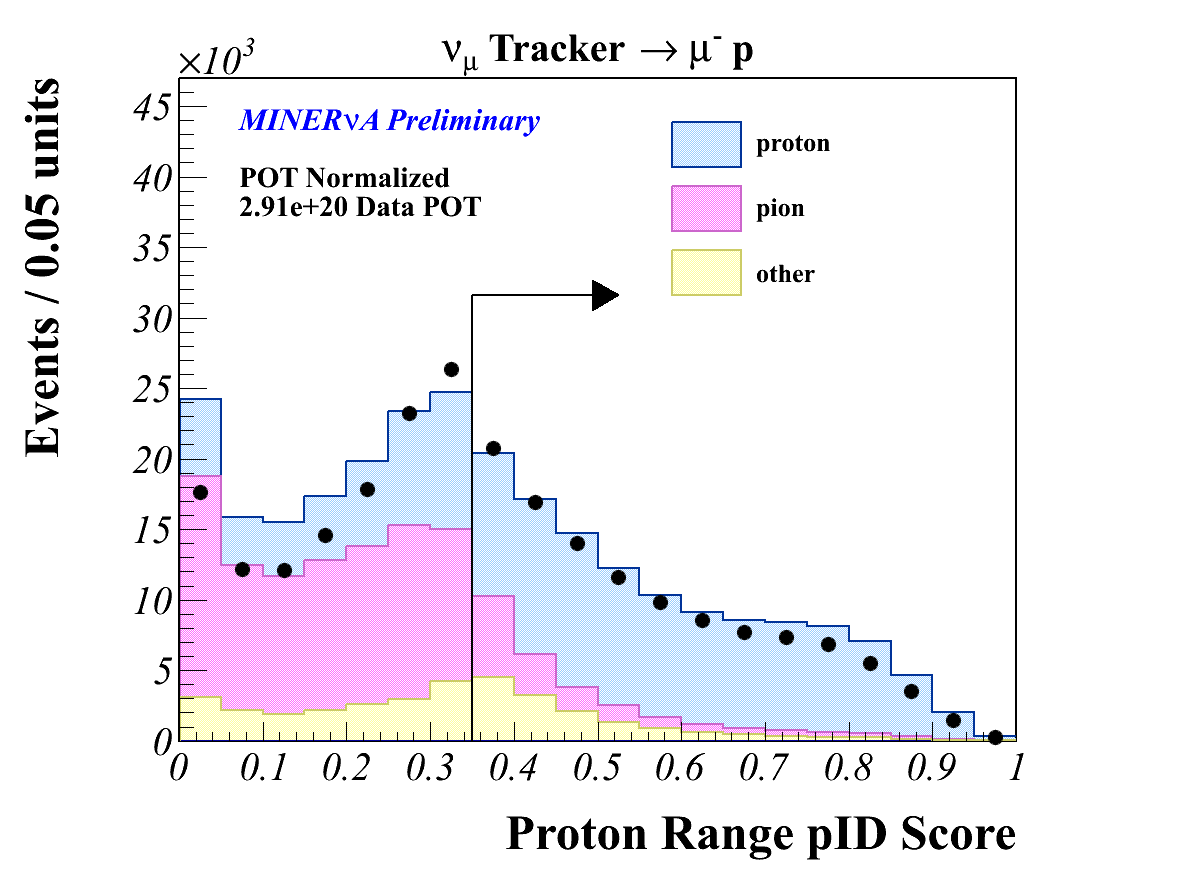 ×10³
νμ Tracker → μ⁻ p
Events / 0.05 units
MINERνA Preliminary
POT Normalized
2.91e+20 Data POT
proton
pion
other
45
40
35
30
25
20
15
10
5
0
0 0.1 0.2 0.3 0.4 0.5 0.6 0.7 0.8 0.9 1
Proton Range pID Score